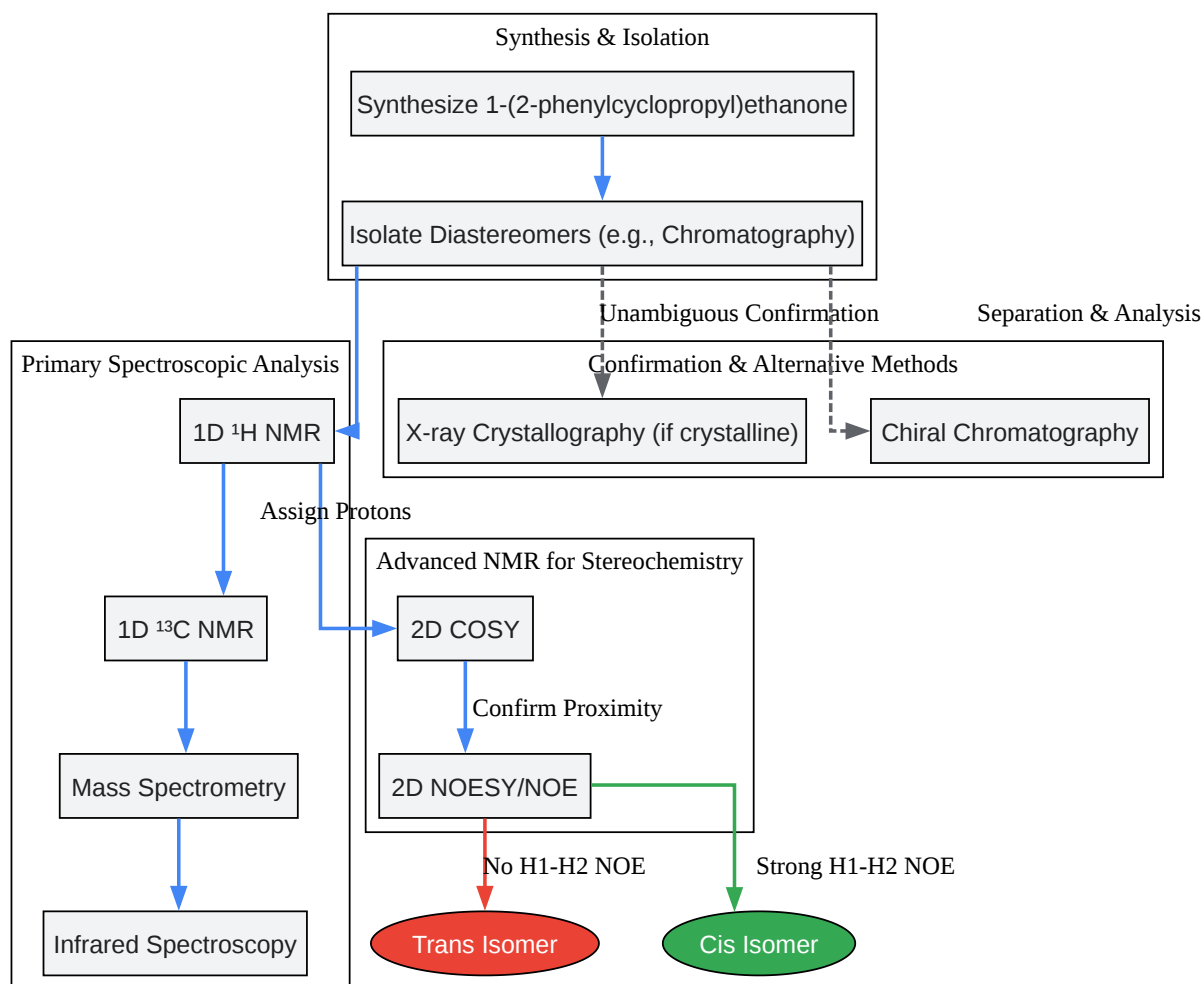 Synthesis & Isolation
Synthesize 1-(2-phenylcyclopropyl)ethanone
Isolate Diastereomers (e.g., Chromatography)
Unambiguous Confirmation
Separation & Analysis
Primary Spectroscopic Analysis
Confirmation & Alternative Methods
1D ¹H NMR
X-ray Crystallography (if crystalline)
Chiral Chromatography
Assign Protons
Advanced NMR for Stereochemistry
1D ¹³C NMR
2D COSY
Confirm Proximity
Mass Spectrometry
2D NOESY/NOE
No H1-H2 NOE
Strong H1-H2 NOE
Infrared Spectroscopy
Trans Isomer
Cis Isomer